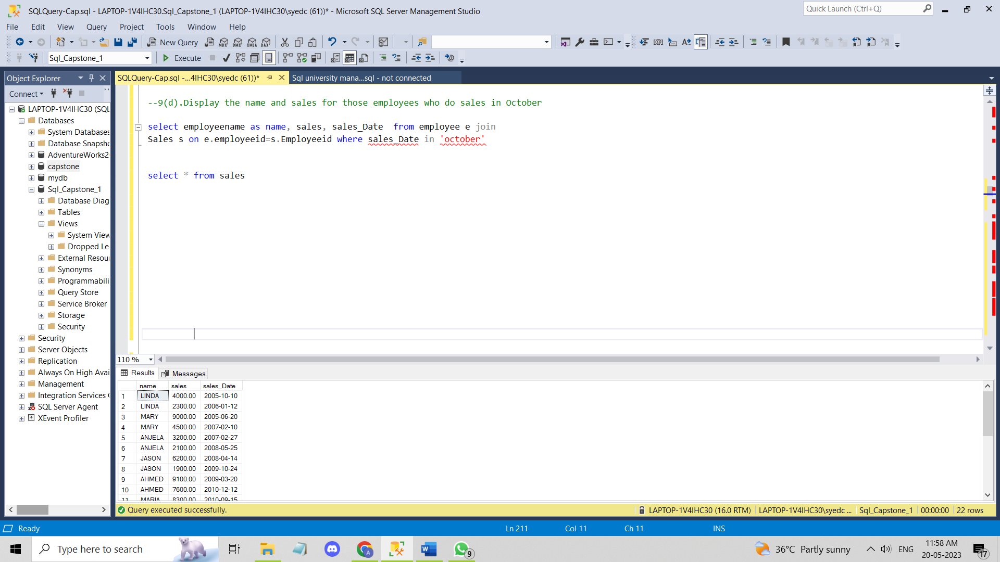 SQLQuery-Cap.sql - LAPTOP-1V4IHC30.Sql_Capstone_1 (LAPTOP-1V4IHC30\syedc (61))* - Microsoft SQL Server Management Studio
Quick Launch (Ctrl+Q)
File Edit View Query Project Tools Window Help
New Query
MDX DMX XMLA DAX
Sql_Capstone_1
Execute
Object Explorer
SQLQuery-Cap.sql -...4IHC30\syedc (61))*
Sql university mana...sql - not connected
Connect
LAPTOP-1V4IHC30 (SQL
Databases
System Databases
Database Snapsho
AdventureWorks2
capstone
mydb
Sql_Capstone_1
Database Diag
Tables
Views
System View
Dropped Le
External Resou
Synonyms
Programmabili
Query Store
Service Broker
Storage
Security
Security
Server Objects
Replication
Always On High Avai
Management
Integration Services
SQL Server Agent
XEvent Profiler
--9(d).Display the name and sales for those employees who do sales in October
select employeename as name, sales, sales_Date  from employee e join
Sales s on e.employeeid=s.Employeeid where sales_Date in 'october'
select * from sales
110 %
Results Messages
name sales sales_Date
1 LINDA 4000.00 2005-10-10
2 LINDA 2300.00 2006-01-12
3 MARY 9000.00 2005-06-20
4 MARY 4500.00 2007-02-10
5 ANJELA 3200.00 2007-02-27
6 ANJELA 2100.00 2008-05-25
7 JASON 6200.00 2008-04-14
8 JASON 1900.00 2009-10-24
9 AHMED 9100.00 2009-03-20
10 AHMED 7600.00 2010-12-12
11 MARIA 8300.00 2010-09-15
Query executed successfully.
LAPTOP-1V4IHC30 (16.0 RTM) LAPTOP-1V4IHC30\syedc ... Sql_Capstone_1 00:00:00 22 rows
Ready
Ln 211 Col 11 Ch 11 INS
Type here to search
9
36°C Partly sunny
ENG
11:58 AM
20-05-2023
17